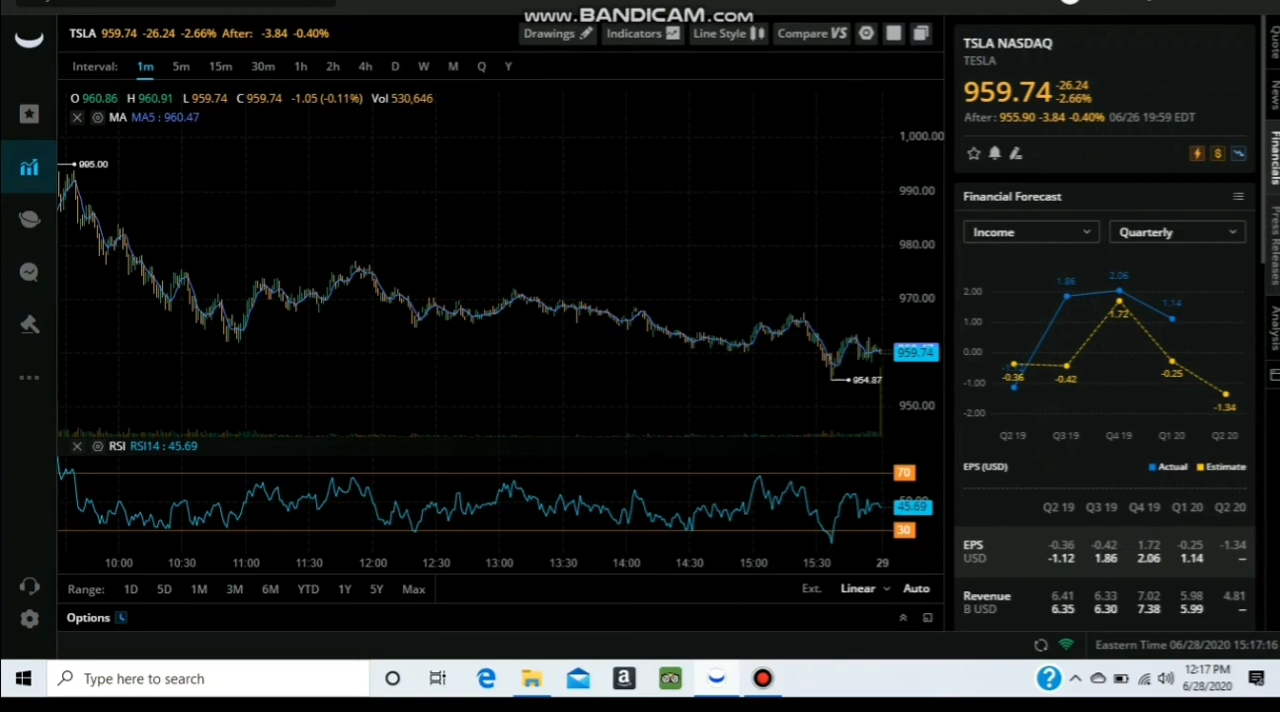 www.BANDICAM.com
TSLA 959.74 -26.24 -2.66% After: -3.84 -0.40%
Drawings Indicators Line Style Compare VS
Interval: 1m 5m 15m 30m 1h 2h 4h D W M Q Y
O 960.86 H 960.91 L 959.74 C 959.74 -1.05 (-0.11%) Vol 530,646
MA MA5 : 960.47
995.00
1,000.00
990.00
980.00
970.00
959.74
954.87
950.00
RSI RSI14 : 45.69
70
45.69
30
10:00 10:30 11:00 11:30 12:00 12:30 13:00 13:30 14:00 14:30 15:00 15:30 29
Range: 1D 5D 1M 3M 6M YTD 1Y 5Y Max Ext. Linear Auto
Options
TSLA NASDAQ
TESLA
959.74 -26.24
-2.66%
After: 955.90 -3.84 -0.40% 06/26 19:59 EDT
Financial Forecast
Income Quarterly
2.00
1.00
0.00
-1.00
-2.00
1.86
2.06
1.14
-0.36
-0.42
1.72
-0.25
-1.34
Q2 19 Q3 19 Q4 19 Q1 20 Q2 20
EPS (USD) Actual Estimate
Q2 19 Q3 19 Q4 19 Q1 20 Q2 20
EPS -0.36 -0.42 1.72 -0.25 -1.34
USD -1.12 1.86 2.06 1.14 --
Revenue 6.41 6.33 7.02 5.98 4.81
B USD 6.35 6.30 7.38 5.99 --
Quote
News
Financials
Press Releases
Analysis
Eastern Time 06/28/2020 15:17:16
Type here to search
12:17 PM
6/28/2020